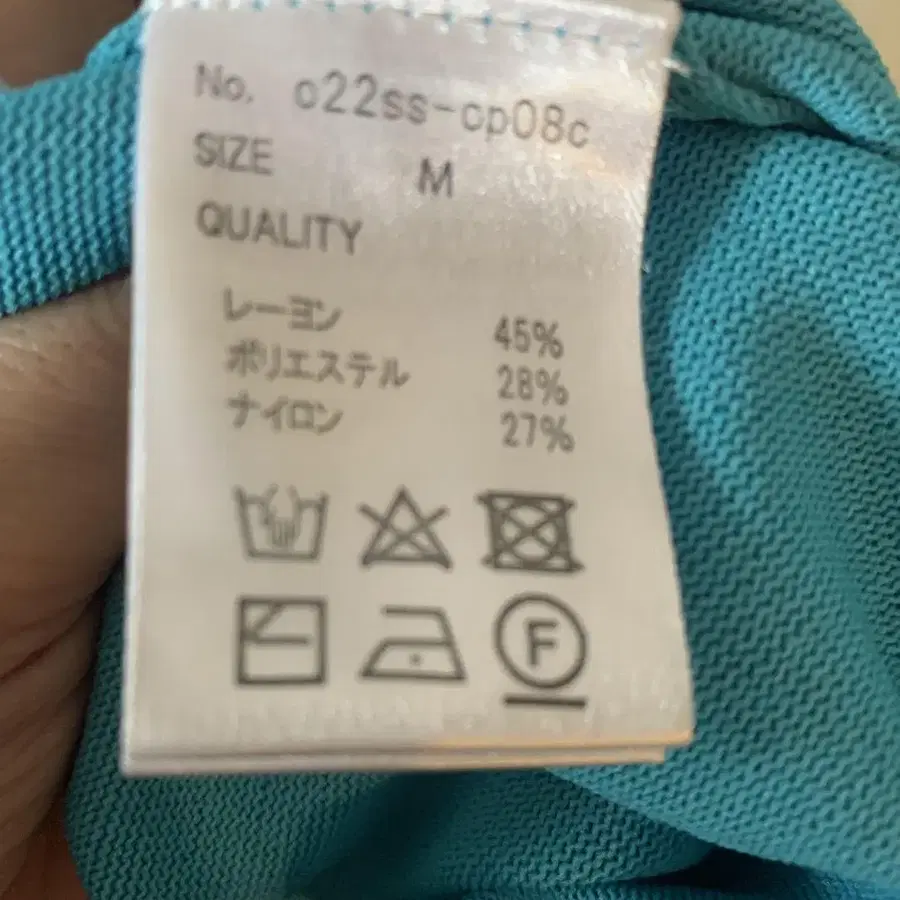 No. c22ss-cp08c
SIZE M
QUALITY
レーヨン 45%
ポリエステル 28%
ナイロン 27%
F